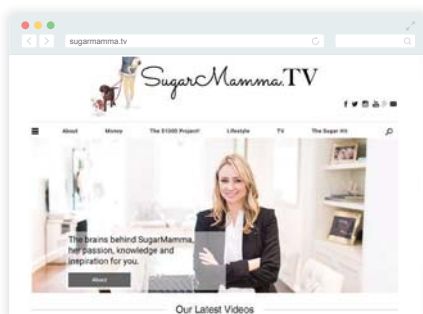 sugarmamma.tv
SugarMamma.TV
About Money The $1000 Project! Lifestyle TV The Sugar Hit
The brains behind SugarMamma,
her passion, knowledge and
inspiration for you.
About
Our Latest Videos